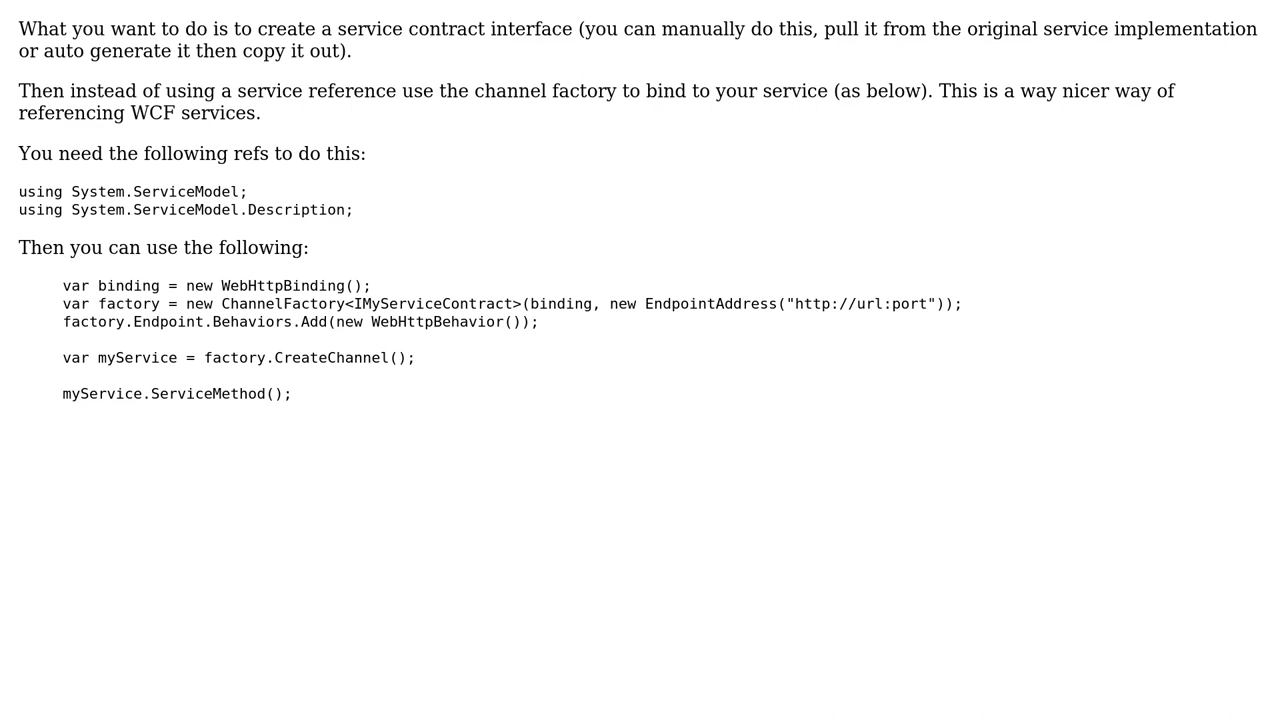 What you want to do is to create a service contract interface (you can manually do this, pull it from the original service implementation
or auto generate it then copy it out).
Then instead of using a service reference use the channel factory to bind to your service (as below). This is a way nicer way of
referencing WCF services.
You need the following refs to do this:
using System.ServiceModel;
using System.ServiceModel.Description;
Then you can use the following:
var binding = new WebHttpBinding();
var factory = new ChannelFactory<IMyServiceContract>(binding, new EndpointAddress("http://url:port"));
factory.Endpoint.Behaviors.Add(new WebHttpBehavior());
var myService = factory.CreateChannel();
myService.ServiceMethod();